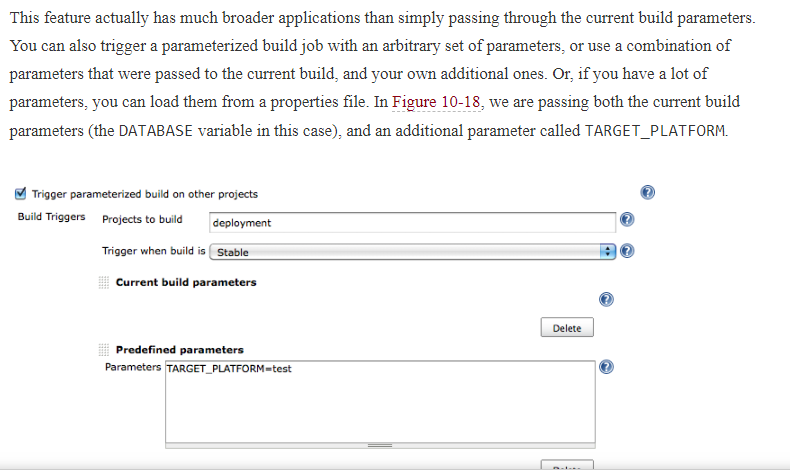 This feature actually has much broader applications than simply passing through the current build parameters.
You can also trigger a parameterized build job with an arbitrary set of parameters, or use a combination of
parameters that were passed to the current build, and your own additional ones. Or, if you have a lot of
parameters, you can load them from a properties file. In Figure 10-18, we are passing both the current build
parameters (the DATABASE variable in this case), and an additional parameter called TARGET_PLATFORM.
Trigger parameterized build on other projects
Build Triggers Projects to build deployment
Trigger when build is Stable
Current build parameters
Delete
Predefined parameters
Parameters TARGET_PLATFORM=test